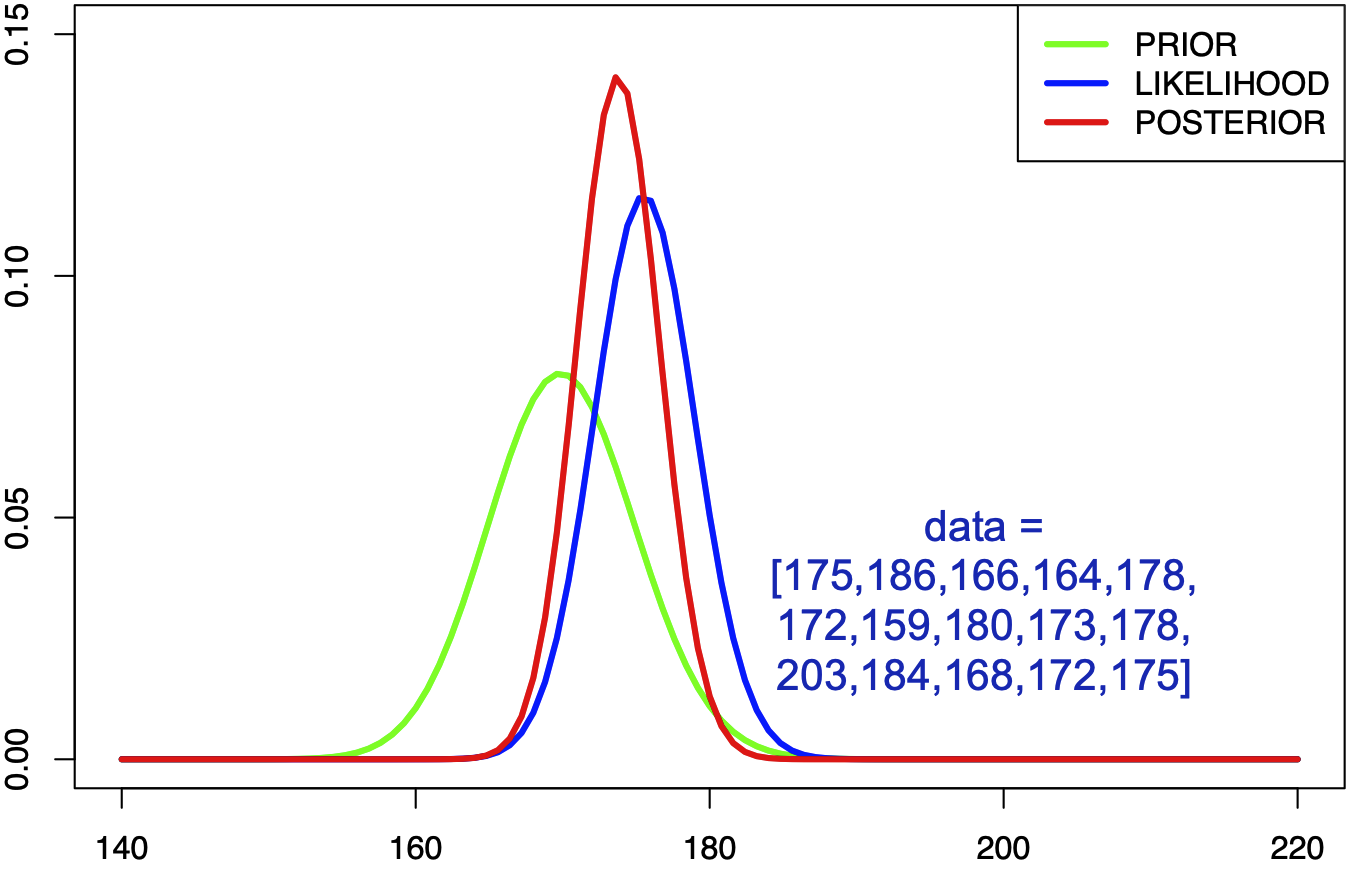 0.15
0.10
0.05
0.00
PRIOR
LIKELIHOOD
POSTERIOR
data =
[175,186,166,164,178,
172,159,180,173,178,
203,184,168,172,175]
140 160 180 200 220